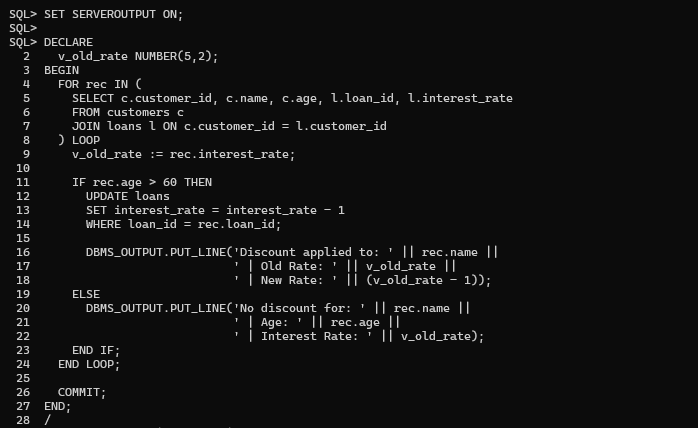 SQL> SET SERVEROUTPUT ON;
SQL>
SQL> DECLARE
  2    v_old_rate NUMBER(5,2);
  3  BEGIN
  4    FOR rec IN (
  5      SELECT c.customer_id, c.name, c.age, l.loan_id, l.interest_rate
  6      FROM customers c
  7      JOIN loans l ON c.customer_id = l.customer_id
  8    ) LOOP
  9      v_old_rate := rec.interest_rate;
 10
 11      IF rec.age > 60 THEN
 12        UPDATE loans
 13        SET interest_rate = interest_rate - 1
 14        WHERE loan_id = rec.loan_id;
 15
 16        DBMS_OUTPUT.PUT_LINE('Discount applied to: ' || rec.name ||
 17                             ' | Old Rate: ' || v_old_rate ||
 18                             ' | New Rate: ' || (v_old_rate - 1));
 19      ELSE
 20        DBMS_OUTPUT.PUT_LINE('No discount for: ' || rec.name ||
 21                             ' | Age: ' || rec.age ||
 22                             ' | Interest Rate: ' || v_old_rate);
 23      END IF;
 24    END LOOP;
 25
 26    COMMIT;
 27  END;
 28  /